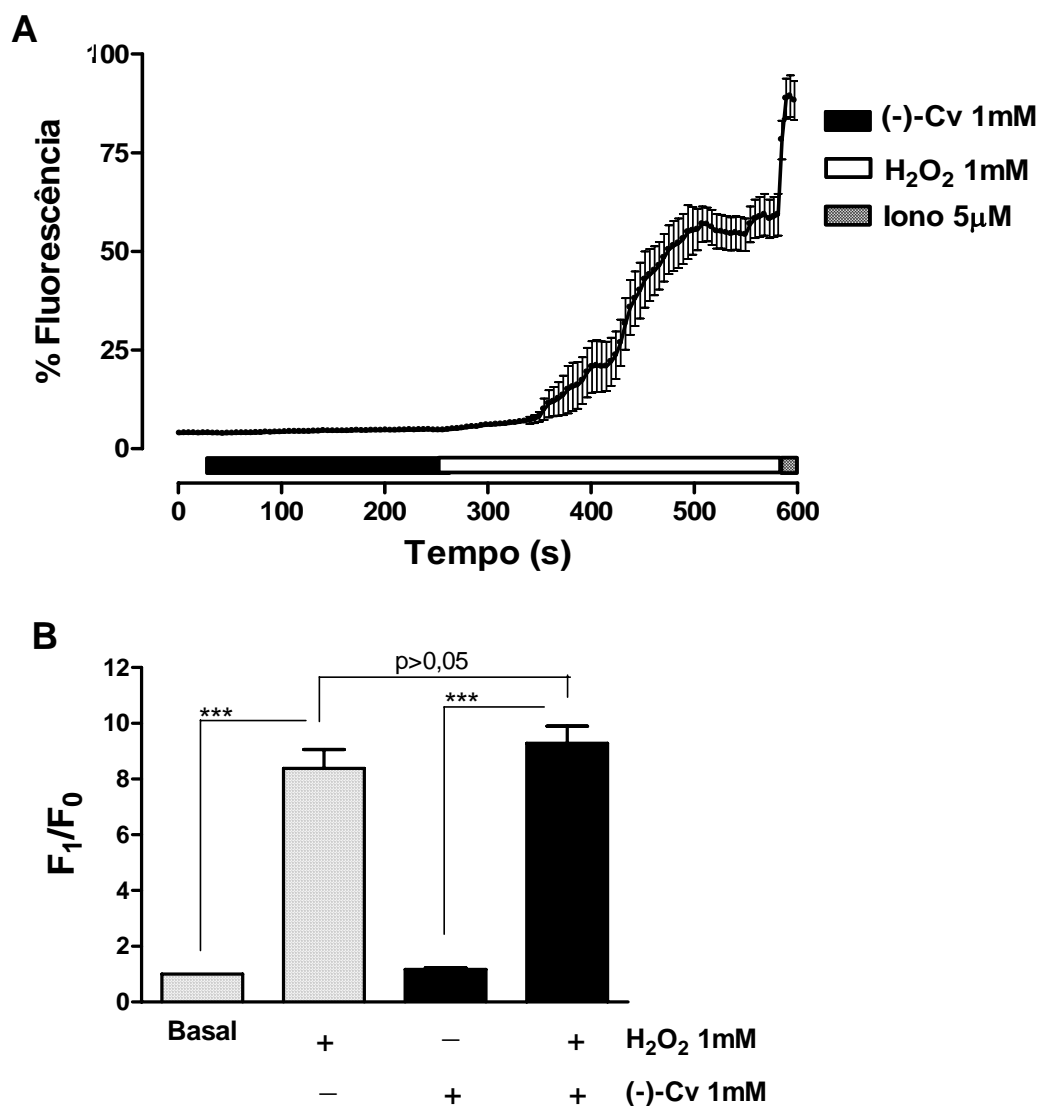 A
100
75
50
25
0
% Fluorescência
(-)-Cv 1mM
H₂O₂ 1mM
Iono 5μM
0 100 200 300 400 500 600
Tempo (s)
B
12
10
8
6
4
2
0
F₁/F₀
p>0,05
*** ***
Basal + − + H₂O₂ 1mM
− + + (-)-Cv 1mM